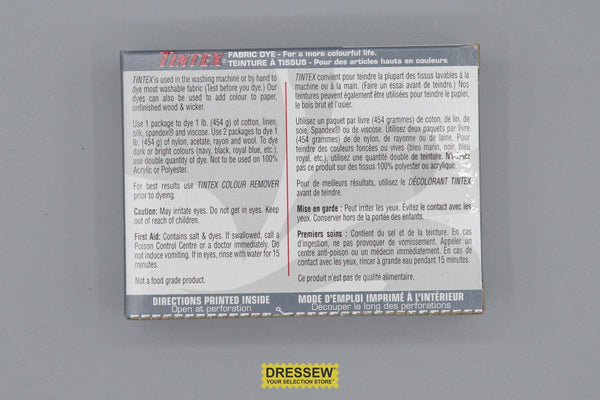 TINTEX FABRIC DYE - For a more colourful life.
TEINTURE À TISSUS - Pour des articles hauts en couleurs
TINTEX is used in the washing machine or by hand to
dye most washable fabric (Test before you dye.) Our
dyes can also be used to add colour to paper,
unfinished wood & wicker.
Use 1 package to dye 1 lb. (454 g) of cotton, linen,
silk, spandex® and viscose. Use 2 packages to dye 1
lb. (454 g) of nylon, acetate, rayon and wool. To dye
dark or bright colours (navy, black, royal blue, etc.),
use double quantity of dye. Not to be used on 100%
Acrylic or Polyester.
For best results use TINTEX COLOUR REMOVER
prior to dyeing.
Caution: May irritate eyes. Do not get in eyes. Keep
out of reach of children.
First Aid: Contains salt & dyes. If swallowed, call a
Poison Control Centre or a doctor immediately. Do
not induce vomiting. If in eyes, rinse with water for 15
minutes.
Not a food grade product.
DIRECTIONS PRINTED INSIDE
Open at perforation
TINTEX convient pour teindre la plupart des tissus lavables à la
machine ou à la main. (Faire un essai avant de teindre.) Nos
teintures peuvent également être utilisées pour teindre le papier,
le bois brut et l'osier.
Utilisez un paquet par livre (454 grammes) de coton, de lin, de
soie, Spandex® ou de viscose. Utilisez deux paquets par livre
(454 grammes) de nylon, de rayonne ou de laine. Pour
teindre des couleurs foncées ou vives (bleu marin, noir, bleu
royal, etc.), utilisez une quantité double de teinture. N'utilisez
pas ce produit sur des tissus 100% polyester ou acrylique.
Pour de meilleurs résultats, utilisez le DÉCOLORANT TINTEX
avant de teindre.
Mise en garde : Peut irriter les yeux. Évitez le contact avec les
yeux. Conserver hors de la portée des enfants.
Premiers soins : Contient du sel et de la teinture. En cas
d'ingestion, ne pas provoquer de vomissement. Appeler un
centre anti-poison ou un médecin immédiatement. En cas de
contact avec les yeux, rincer à grande eau pendant 15 minutes.
Ce produit n'est pas de qualité alimentaire.
MODE D'EMPLOI IMPRIMÉ À L'INTÉRIEUR
Découper le long des perforations
DRESSEW
YOUR SELECTION STORE